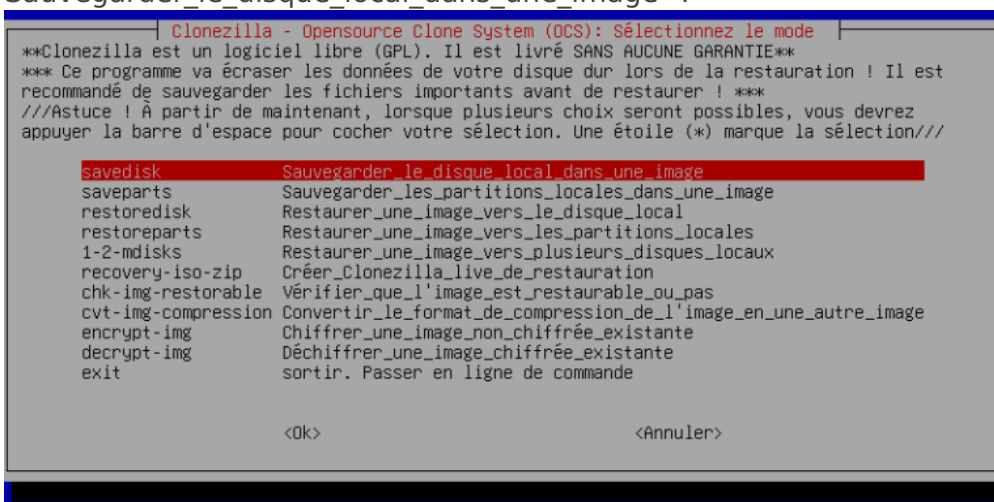 Sauvegarder_le_disque_local_dans_une_image
Clonezilla - Opensource Clone System (OCS): Sélectionnez le mode
**Clonezilla est un logiciel libre (GPL). Il est livré SANS AUCUNE GARANTIE**
*** Ce programme va écraser les données de votre disque dur lors de la restauration ! Il est
recommandé de sauvegarder les fichiers importants avant de restaurer ! ***
///Astuce ! À partir de maintenant, lorsque plusieurs choix seront possibles, vous devrez
appuyer la barre d'espace pour cocher votre sélection. Une étoile (*) marque la sélection///
savedisk Sauvegarder_le_disque_local_dans_une_image
saveparts Sauvegarder_les_partitions_locales_dans_une_image
restoredisk Restaurer_une_image_vers_le_disque_local
restoreparts Restaurer_une_image_vers_les_partitions_locales
1-2-mdisks Restaurer_une_image_vers_plusieurs_disques_locaux
recovery-iso-zip Créer_Clonezilla_live_de_restauration
chk-img-restorable Vérifier_que_l'image_est_restaurable_ou_pas
cvt-img-compression Convertir_le_format_de_compression_de_l'image_en_une_autre_image
encrypt-img Chiffrer_une_image_non_chiffrée_existante
decrypt-img Déchiffrer_une_image_chiffrée_existante
exit sortir. Passer en ligne de commande
<Ok> <Annuler>